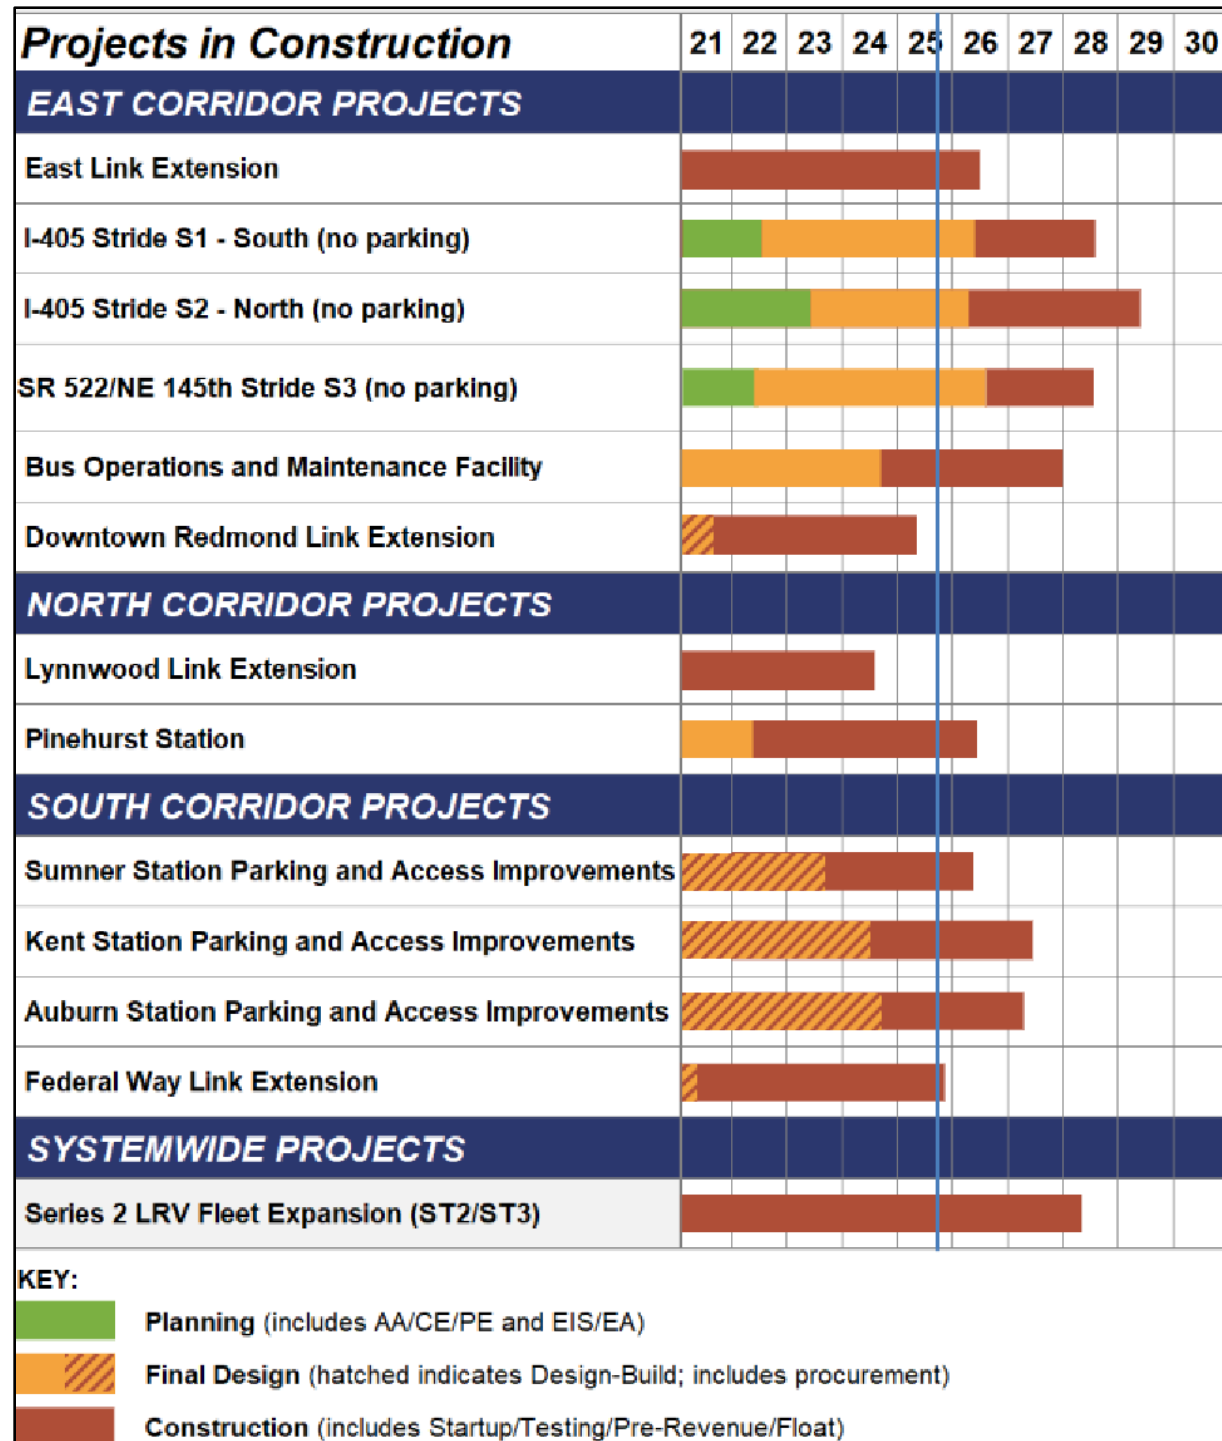 Projects in Construction 21 22 23 24 25 26 27 28 29 30
EAST CORRIDOR PROJECTS
East Link Extension
I-405 Stride S1 - South (no parking)
I-405 Stride S2 - North (no parking)
SR 522/NE 145th Stride S3 (no parking)
Bus Operations and Maintenance Facility
Downtown Redmond Link Extension
NORTH CORRIDOR PROJECTS
Lynnwood Link Extension
Pinehurst Station
SOUTH CORRIDOR PROJECTS
Sumner Station Parking and Access Improvements
Kent Station Parking and Access Improvements
Auburn Station Parking and Access Improvements
Federal Way Link Extension
SYSTEMWIDE PROJECTS
Series 2 LRV Fleet Expansion (ST2/ST3)
KEY:
Planning (includes AA/CE/PE and EIS/EA)
Final Design (hatched indicates Design-Build; includes procurement)
Construction (includes Startup/Testing/Pre-Revenue/Float)